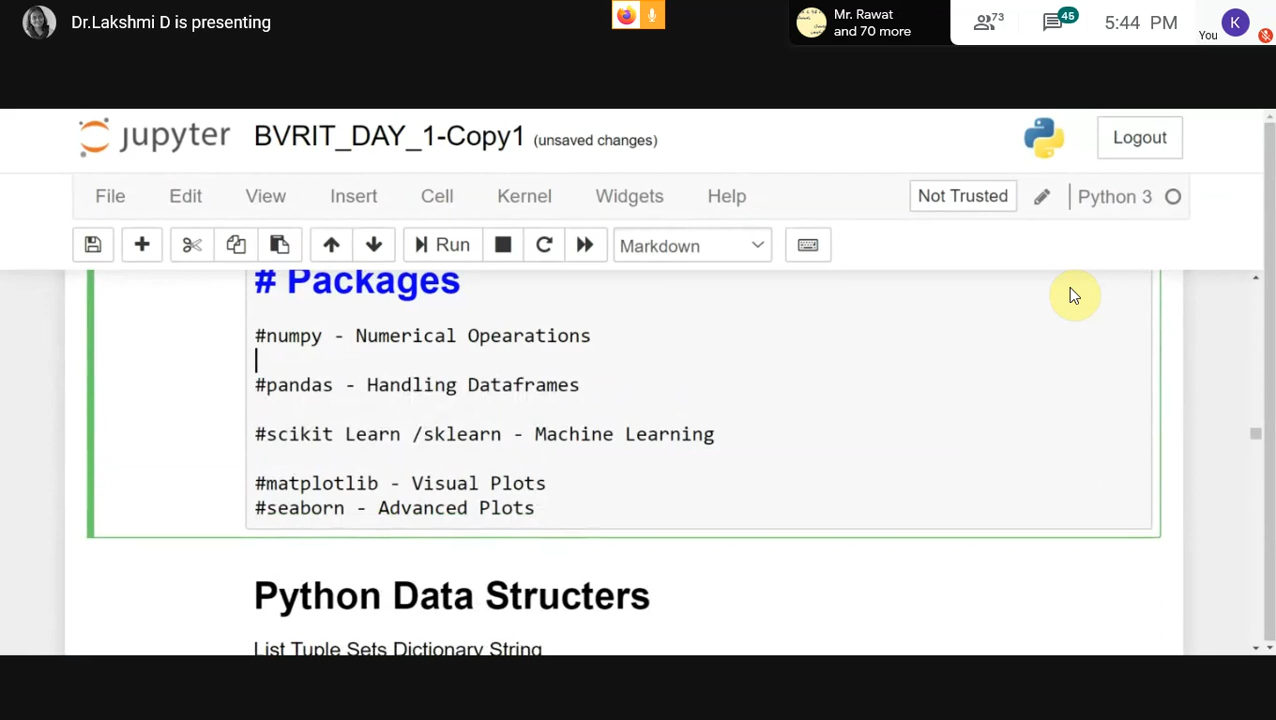 Dr.Lakshmi D is presenting
Mr. Rawat
and 70 more
73
45
5:44 PM
K
You
jupyter BVRIT_DAY_1-Copy1 (unsaved changes)
Logout
File Edit View Insert Cell Kernel Widgets Help
Not Trusted
Python 3
Run
Markdown
# Packages
#numpy - Numerical Opearations
#pandas - Handling Dataframes
#scikit Learn /sklearn - Machine Learning
#matplotlib - Visual Plots
#seaborn - Advanced Plots
Python Data Structers
List Tuple Sets Dictionary String